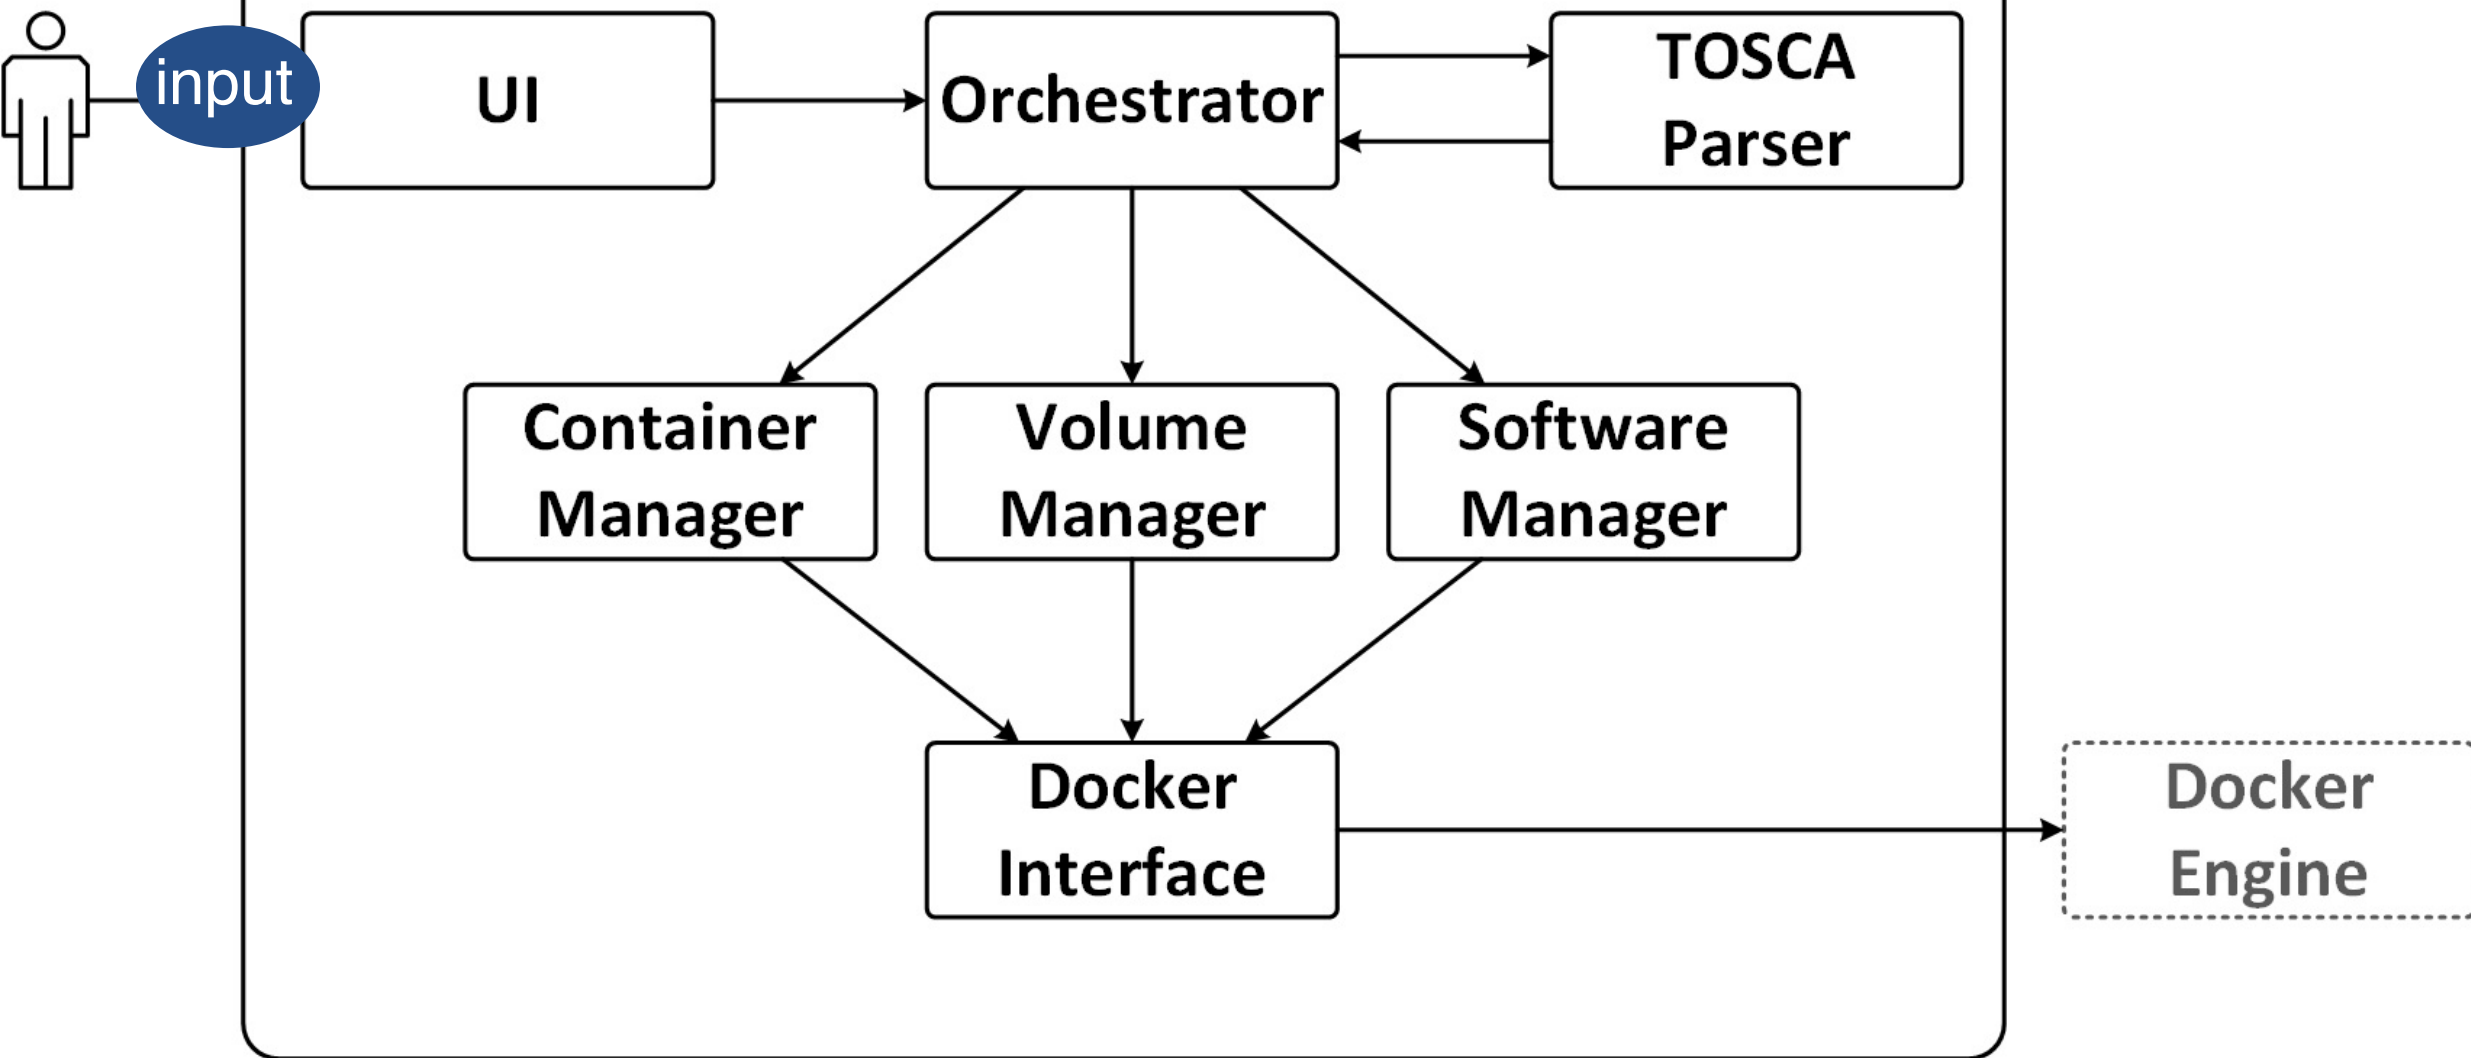 input
UI
Orchestrator
TOSCA
Parser
Container
Manager
Volume
Manager
Software
Manager
Docker
Interface
Docker
Engine